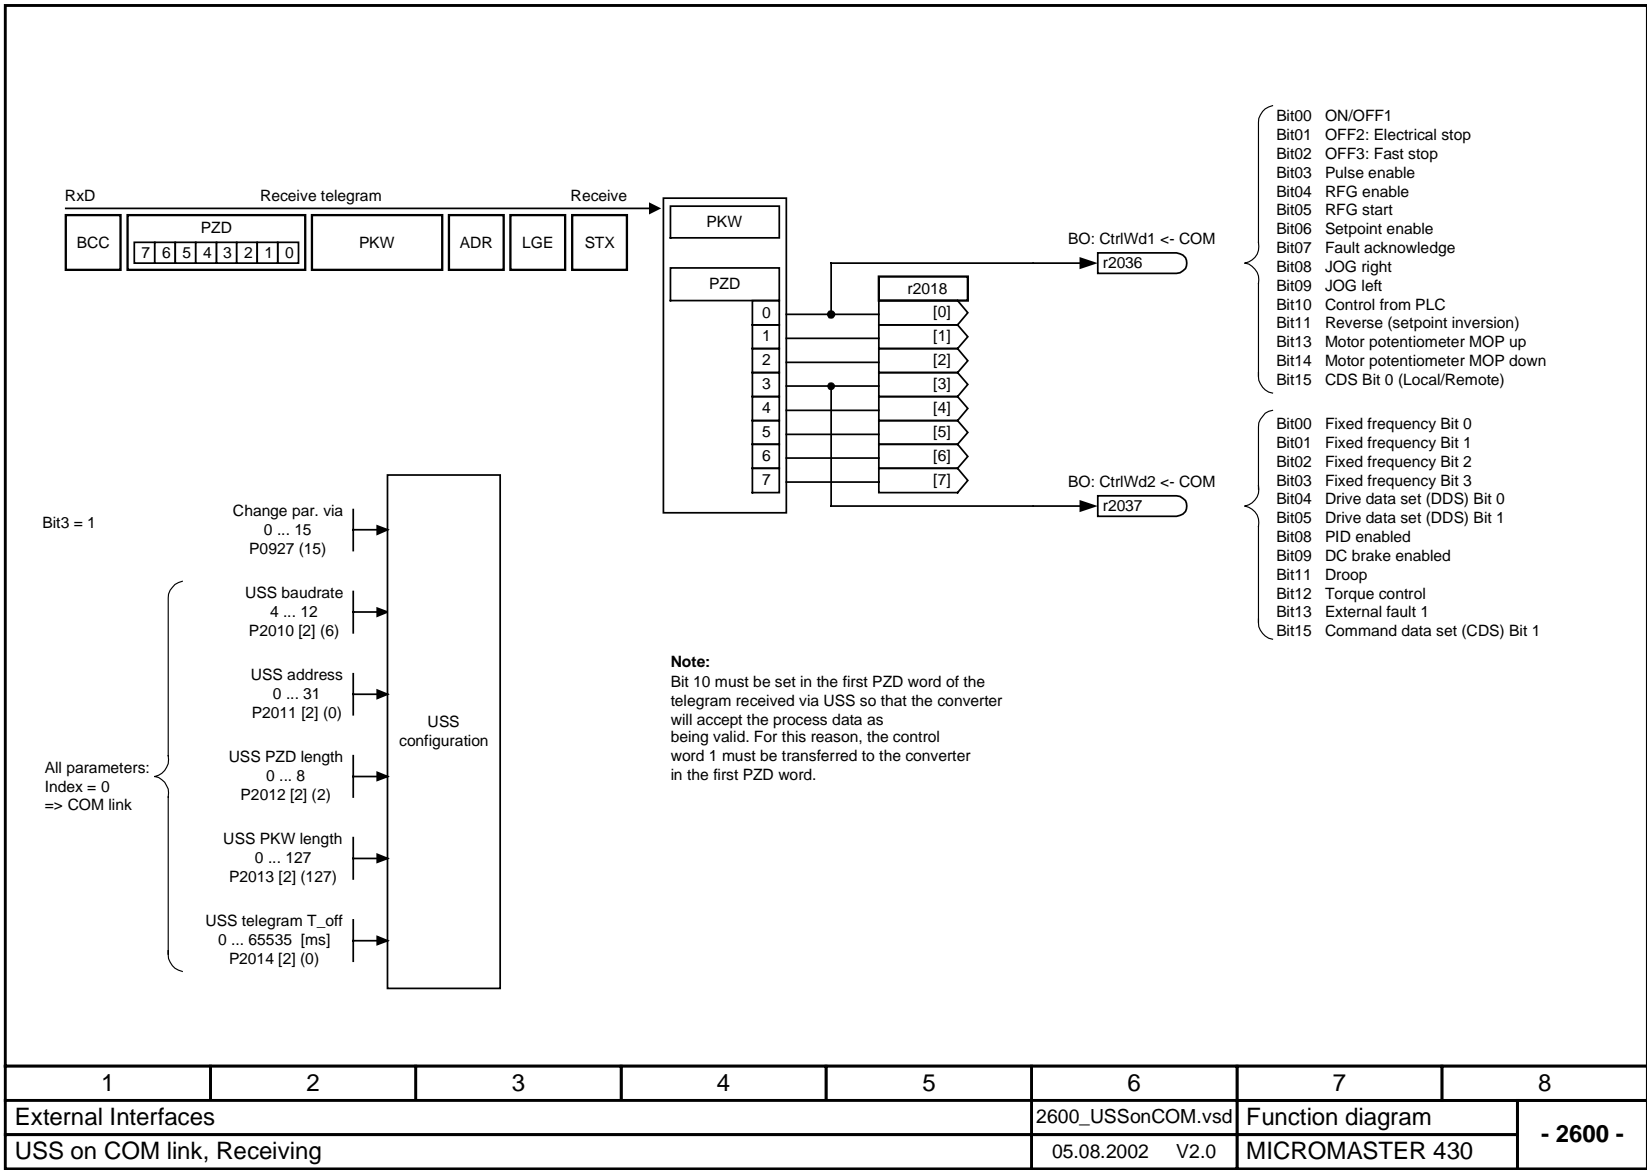 RxD Receive telegram Receive
BCC
PZD
7 6 5 4 3 2 1 0
PKW
ADR
LGE
STX
PKW
PZD
0
1
2
3
4
5
6
7
r2018
[0]
[1]
[2]
[3]
[4]
[5]
[6]
[7]
BO: CtrlWd1 <- COM
r2036
BO: CtrlWd2 <- COM
r2037
Bit00 ON/OFF1
Bit01 OFF2: Electrical stop
Bit02 OFF3: Fast stop
Bit03 Pulse enable
Bit04 RFG enable
Bit05 RFG start
Bit06 Setpoint enable
Bit07 Fault acknowledge
Bit08 JOG right
Bit09 JOG left
Bit10 Control from PLC
Bit11 Reverse (setpoint inversion)
Bit13 Motor potentiometer MOP up
Bit14 Motor potentiometer MOP down
Bit15 CDS Bit 0 (Local/Remote)
Bit00 Fixed frequency Bit 0
Bit01 Fixed frequency Bit 1
Bit02 Fixed frequency Bit 2
Bit03 Fixed frequency Bit 3
Bit04 Drive data set (DDS) Bit 0
Bit05 Drive data set (DDS) Bit 1
Bit08 PID enabled
Bit09 DC brake enabled
Bit11 Droop
Bit12 Torque control
Bit13 External fault 1
Bit15 Command data set (CDS) Bit 1
Bit3 = 1
Change par. via
0 ... 15
P0927 (15)
USS baudrate
4 ... 12
P2010 [2] (6)
USS address
0 ... 31
P2011 [2] (0)
USS PZD length
0 ... 8
P2012 [2] (2)
USS PKW length
0 ... 127
P2013 [2] (127)
USS telegram T_off
0 ... 65535 [ms]
P2014 [2] (0)
All parameters:
Index = 0
=> COM link
USS
configuration
Note:
Bit 10 must be set in the first PZD word of the
telegram received via USS so that the converter
will accept the process data as
being valid. For this reason, the control
word 1 must be transferred to the converter
in the first PZD word.
1 2 3 4 5 6 7 8
External Interfaces
2600_USSonCOM.vsd
Function diagram
USS on COM link, Receiving
05.08.2002 V2.0
MICROMASTER 430
- 2600 -